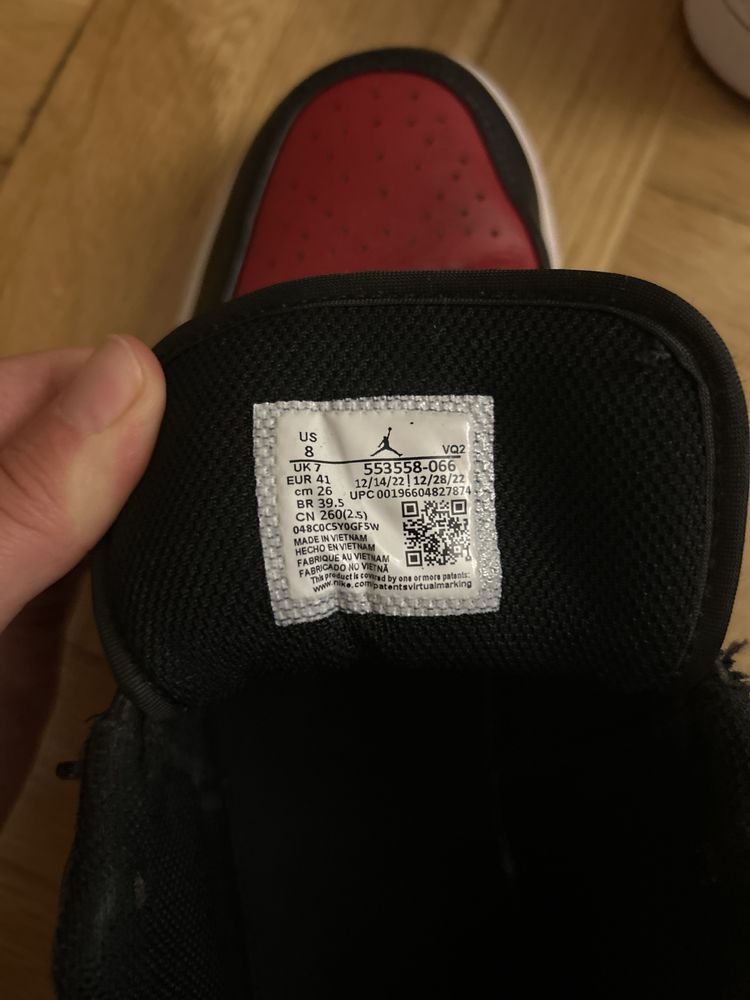 US
8
VQ2
UK 7
553558-066
EUR 41
12/14/22 | 12/28/22
cm 26
UPC 00196604827874
BR 39.5
CN 260(2.5)
048C0C5Y0GF5W
MADE IN VIETNAM
HECHO EN VIETNAM
FABRIQUE AU VIETNAM
FABRICADO NO VIETNÃ
This product is covered by one or more patents:
www.nike.com/patentsvirtualmarking